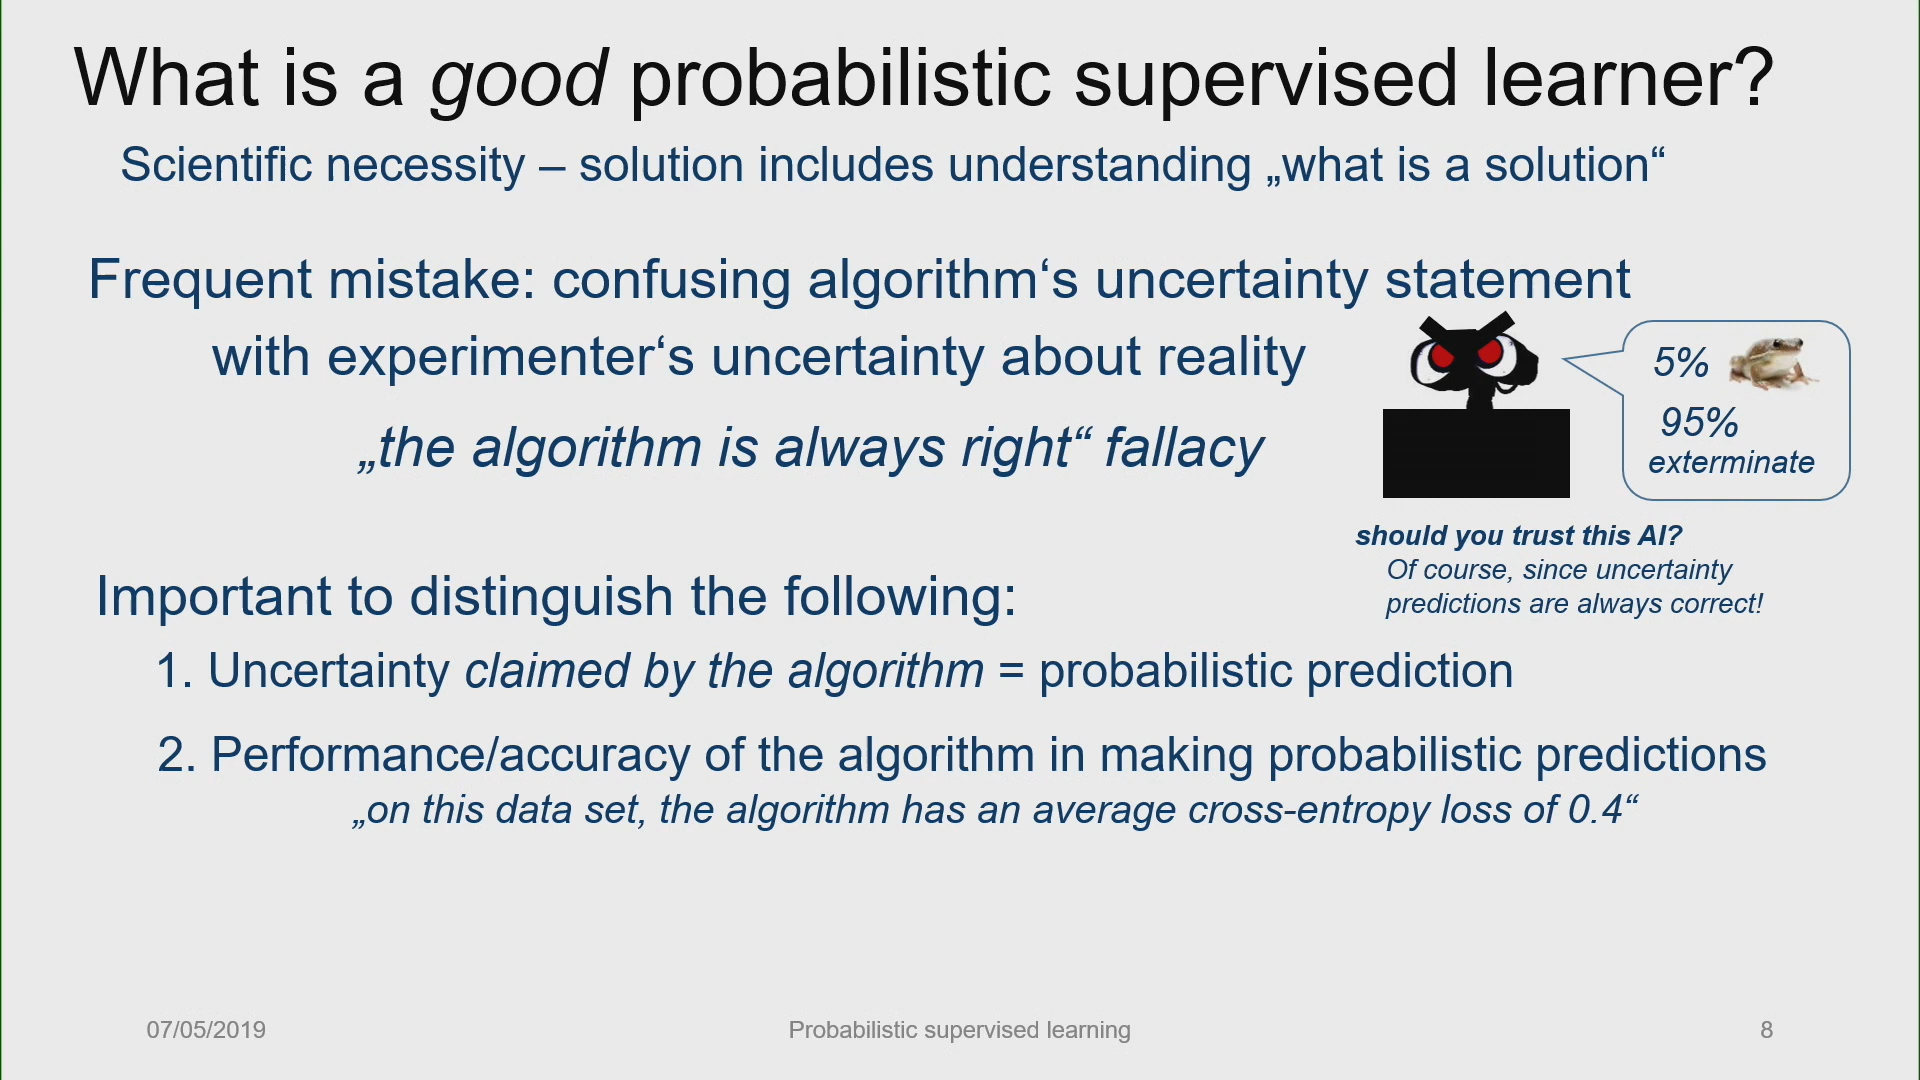 What is a good probabilistic supervised learner?
Scientific necessity – solution includes understanding „what is a solution“
Frequent mistake: confusing algorithm‘s uncertainty statement
with experimenter‘s uncertainty about reality
„the algorithm is always right“ fallacy
5%
95%
exterminate
should you trust this AI?
Of course, since uncertainty
predictions are always correct!
Important to distinguish the following:
1. Uncertainty claimed by the algorithm = probabilistic prediction
2. Performance/accuracy of the algorithm in making probabilistic predictions
„on this data set, the algorithm has an average cross-entropy loss of 0.4“
07/05/2019
Probabilistic supervised learning
8